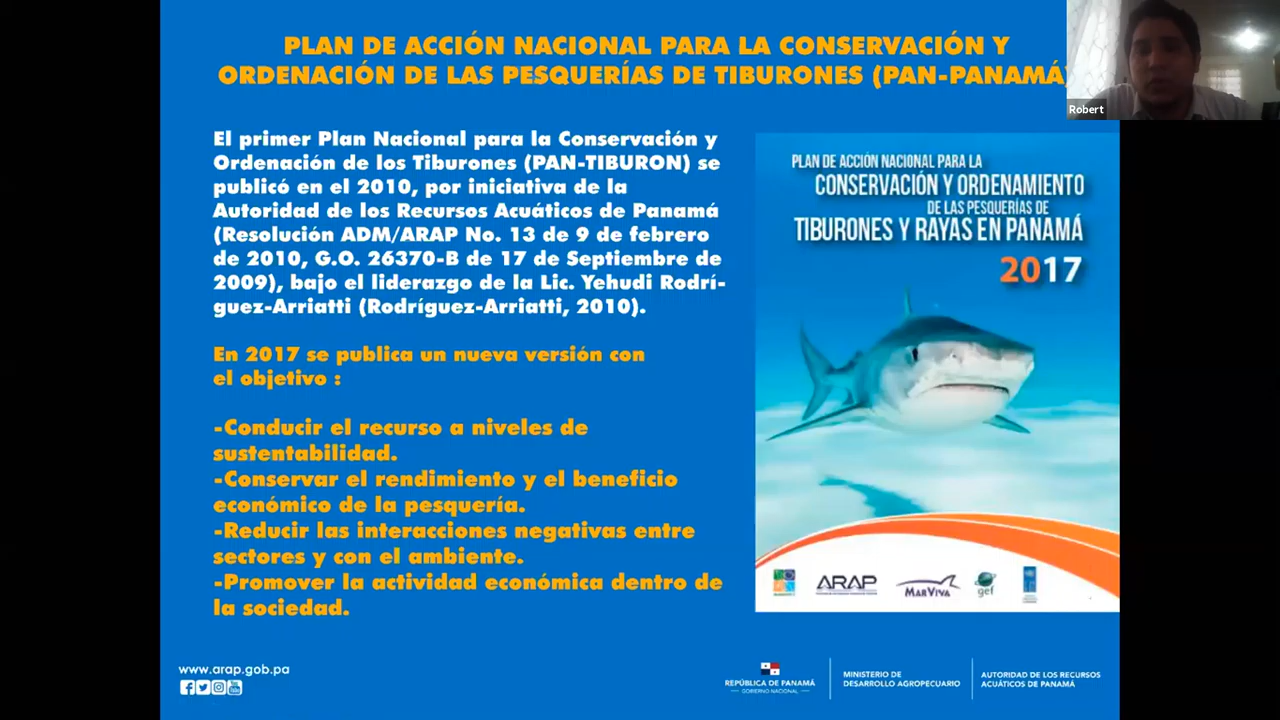 PLAN DE ACCIÓN NACIONAL PARA LA CONSERVACIÓN Y
ORDENACIÓN DE LAS PESQUERÍAS DE TIBURONES (PAN-PANAMÁ)
Robert
El primer Plan Nacional para la Conservación y
Ordenación de los Tiburones (PAN-TIBURON) se
publicó en el 2010, por iniciativa de la
Autoridad de los Recursos Acuáticos de Panamá
(Resolución ADM/ARAP No. 13 de 9 de febrero
de 2010, G.O. 26370-B de 17 de Septiembre de
2009), bajo el liderazgo de la Lic. Yehudi Rodrí-
guez-Arriatti (Rodríguez-Arriatti, 2010).
En 2017 se publica un nueva versión con
el objetivo :
-Conducir el recurso a niveles de
sustentabilidad.
-Conservar el rendimiento y el beneficio
económico de la pesquería.
-Reducir las interacciones negativas entre
sectores y con el ambiente.
-Promover la actividad económica dentro de
la sociedad.
PLAN DE ACCIÓN NACIONAL PARA LA
CONSERVACIÓN Y ORDENAMIENTO
DE LAS PESQUERÍAS DE
TIBURONES Y RAYAS EN PANAMÁ
2017
ARAP
MARVIVA
gef
www.arap.gob.pa
REPÚBLICA DE PANAMÁ
— GOBIERNO NACIONAL —
MINISTERIO DE
DESARROLLO AGROPECUARIO
AUTORIDAD DE LOS RECURSOS
ACUÁTICOS DE PANAMÁ